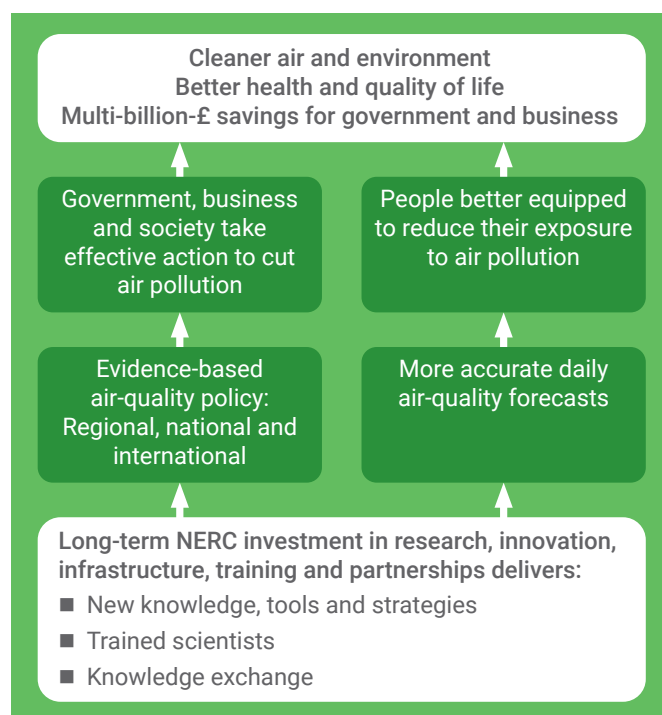 Cleaner air and environment
Better health and quality of life
Multi-billion-£ savings for government and business
Government, business
and society take
effective action to cut
air pollution
People better equipped
to reduce their exposure
to air pollution
Evidence-based
air-quality policy:
Regional, national and
international
More accurate daily
air-quality forecasts
Long-term NERC investment in research, innovation,
infrastructure, training and partnerships delivers:
■ New knowledge, tools and strategies
■ Trained scientists
■ Knowledge exchange